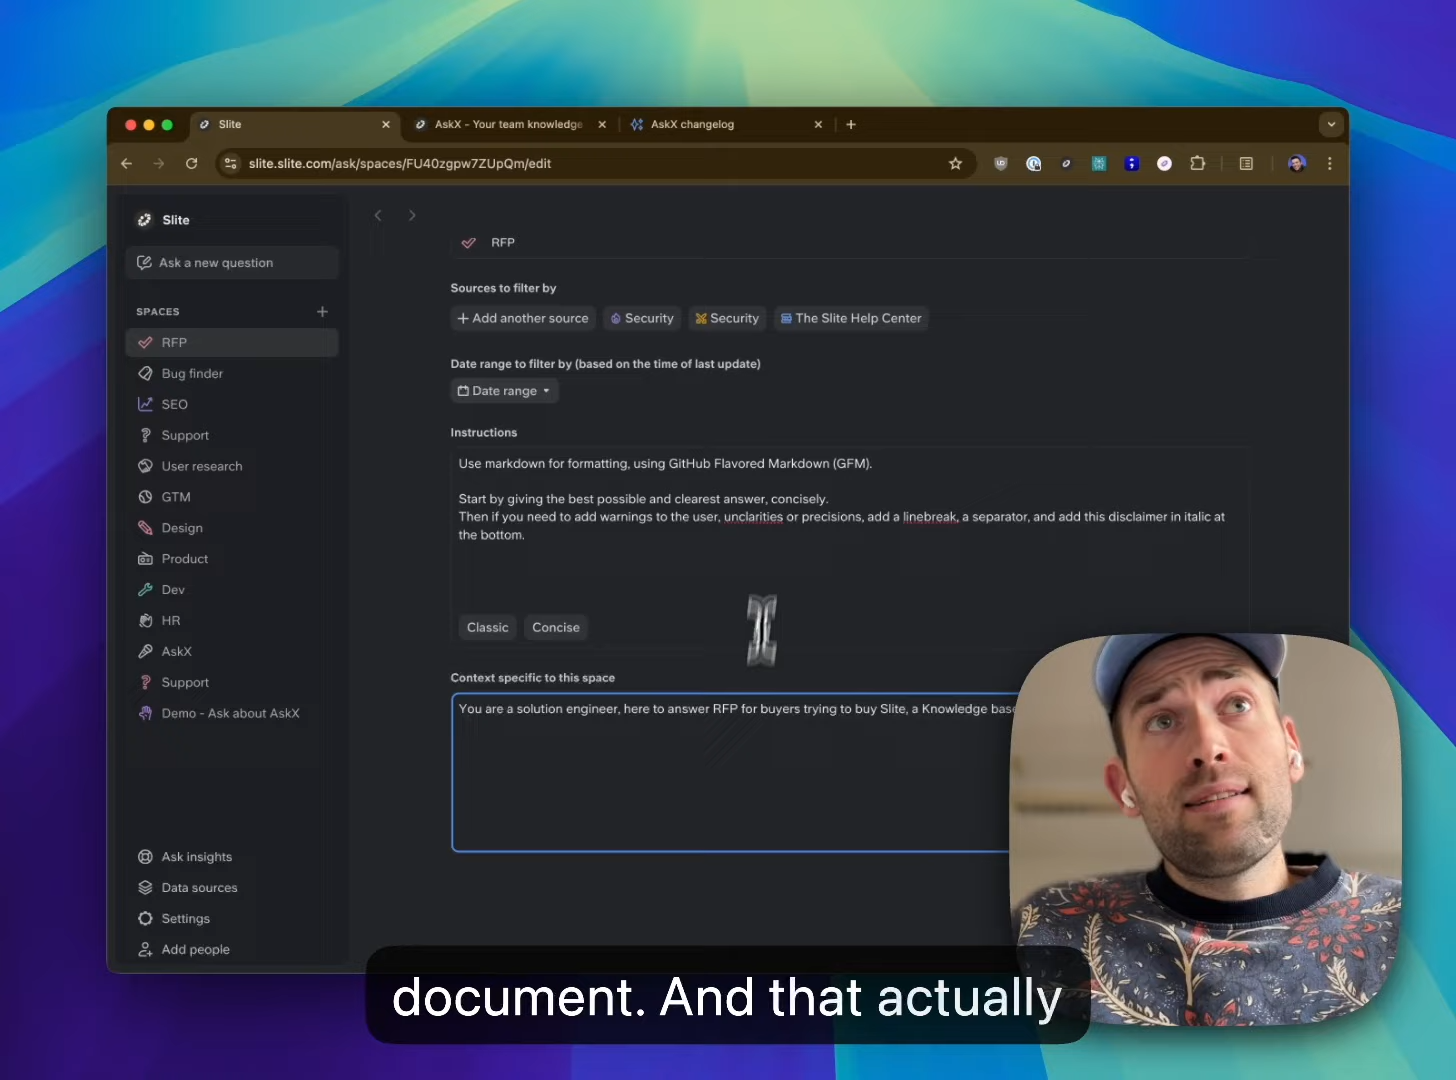 Slite
AskX - Your team knowledge
AskX changelog
slite.slite.com/ask/spaces/FU40zgpw7ZUpQm/edit
Slite
Ask a new question
SPACES
RFP
Bug finder
SEO
Support
User research
GTM
Design
Product
Dev
HR
AskX
Support
Demo - Ask about AskX
Ask insights
Data sources
Settings
Add people
RFP
Sources to filter by
Add another source
Security
Security
The Slite Help Center
Date range to filter by (based on the time of last update)
Date range
Instructions
Use markdown for formatting, using GitHub Flavored Markdown (GFM).
Start by giving the best possible and clearest answer, concisely.
Then if you need to add warnings to the user, unclarities or precisions, add a linebreak, a separator, and add this disclaimer in italic at
the bottom.
Classic
Concise
Context specific to this space
You are a solution engineer, here to answer RFP for buyers trying to buy Slite, a Knowledge base
document. And that actually